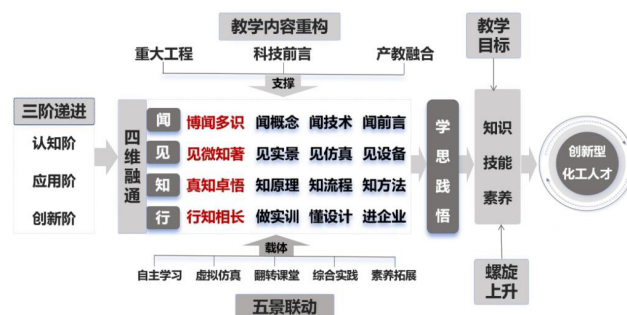 教学内容重构
重大工程 科技前言 产教融合
支撑
教学
目标
三阶递进
认知阶
应用阶
创新阶
四维融通
闻 博闻多识 闻概念 闻技术 闻前言
见 见微知著 见实景 见仿真 见设备
知 真知卓悟 知原理 知流程 知方法
行 行知相长 做实训 懂设计 进企业
学思践悟
知识
技能
素养
创新型
化工人才
载体
自主学习 虚拟仿真 翻转课堂 综合实践 素养拓展
五景联动
螺旋
上升